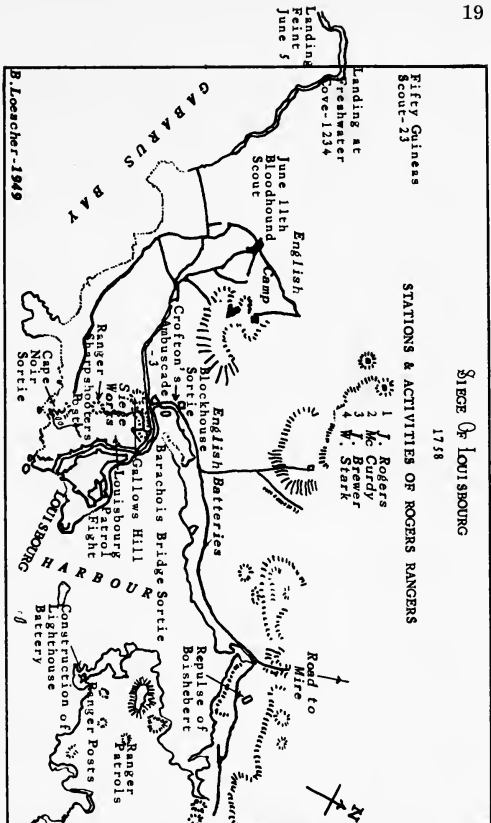 19
SIEGE OF LOUISBOURG
1758
STATIONS & ACTIVITIES OF ROGERS RANGERS
1 J. Rogers
2 Mc Curdy
3 J. Brewer
4 W. Stark
Fifty Guineas
Scout-23
Landing at
Freshwater
Cove-1234
Landing
Feint
June 5
June 11th
Bloodhound
Scout
English
Camp
GABARUS BAY
English Batteries
Blockhouse
Sortie
Crofton's
Ambuscade
-3
Barachois Bridge Sortie
Gallows Hill
Siege
Works
Louisbourg
Patrol
Fight
Ranger
Sharpshooters
Posts
Cape
Noir
Sortie
LOUISBOURG
HARBOUR
Road to
Mire
Repulse of
Boishebert
Ranger
Patrols
Ranger Posts
Construction of
Lighthouse
Battery
N
B.Loescher-1949